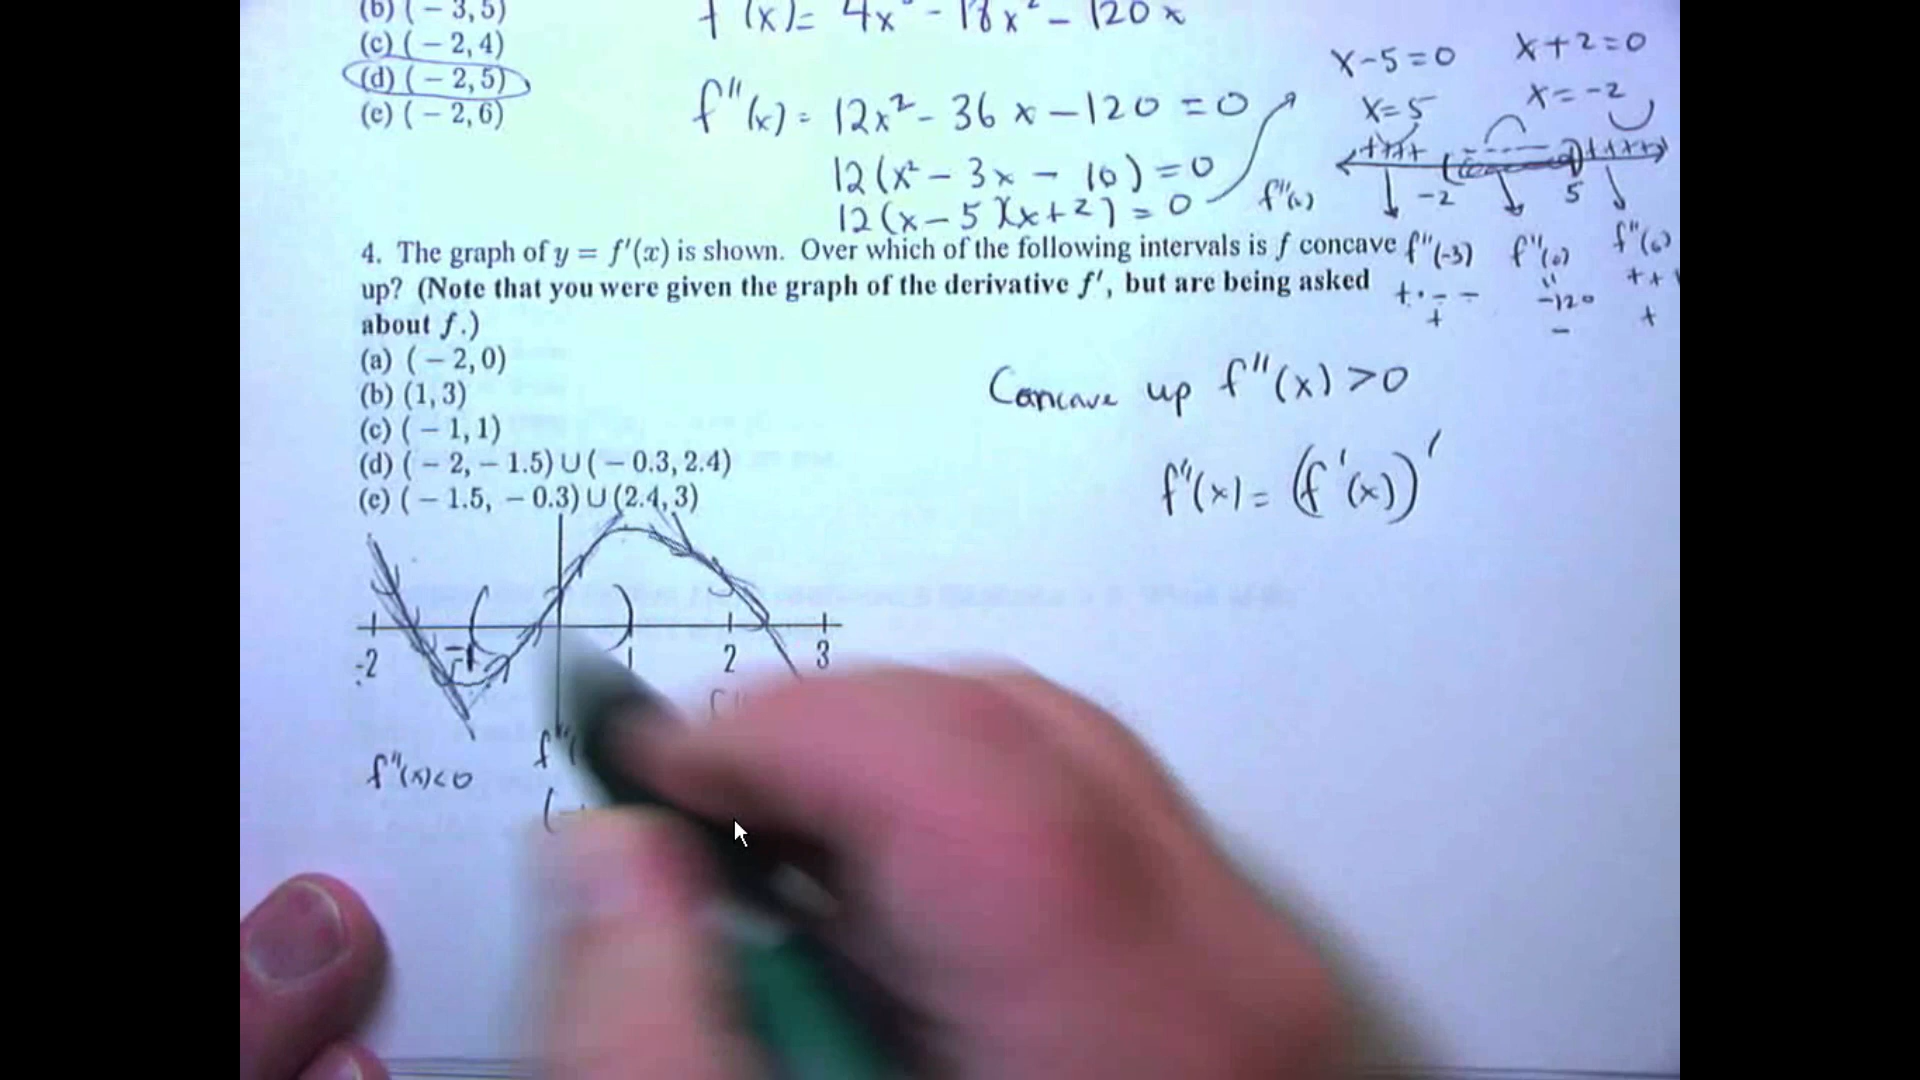 (b) ( − 3, 5)
(c) ( − 2, 4)
(d) ( − 2, 5)
(e) ( − 2, 6)
f'(x) = 4x³ - 18x² - 120x
f''(x) = 12x² - 36x - 120 = 0
12(x² - 3x - 10) = 0
12(x - 5)(x + 2) = 0
x - 5 = 0
x = 5
x + 2 = 0
x = -2
++++ ---- ++++
-2 5
f''(x)
f''(-3) f''(0) f''(6)
+ · - -
+
"
-120
−
+ + +
+
4. The graph of y = f′(x) is shown. Over which of the following intervals is f concave
up? (Note that you were given the graph of the derivative f′, but are being asked
about f.)
(a) ( − 2, 0)
(b) (1, 3)
(c) ( − 1, 1)
(d) ( − 2, − 1.5) ∪ ( − 0.3, 2.4)
(e) ( − 1.5, − 0.3) ∪ (2.4, 3)
Concave up f''(x) > 0
f''(x) = (f'(x))'
-2 -1 1 2 3
f''(x)<0
f''(